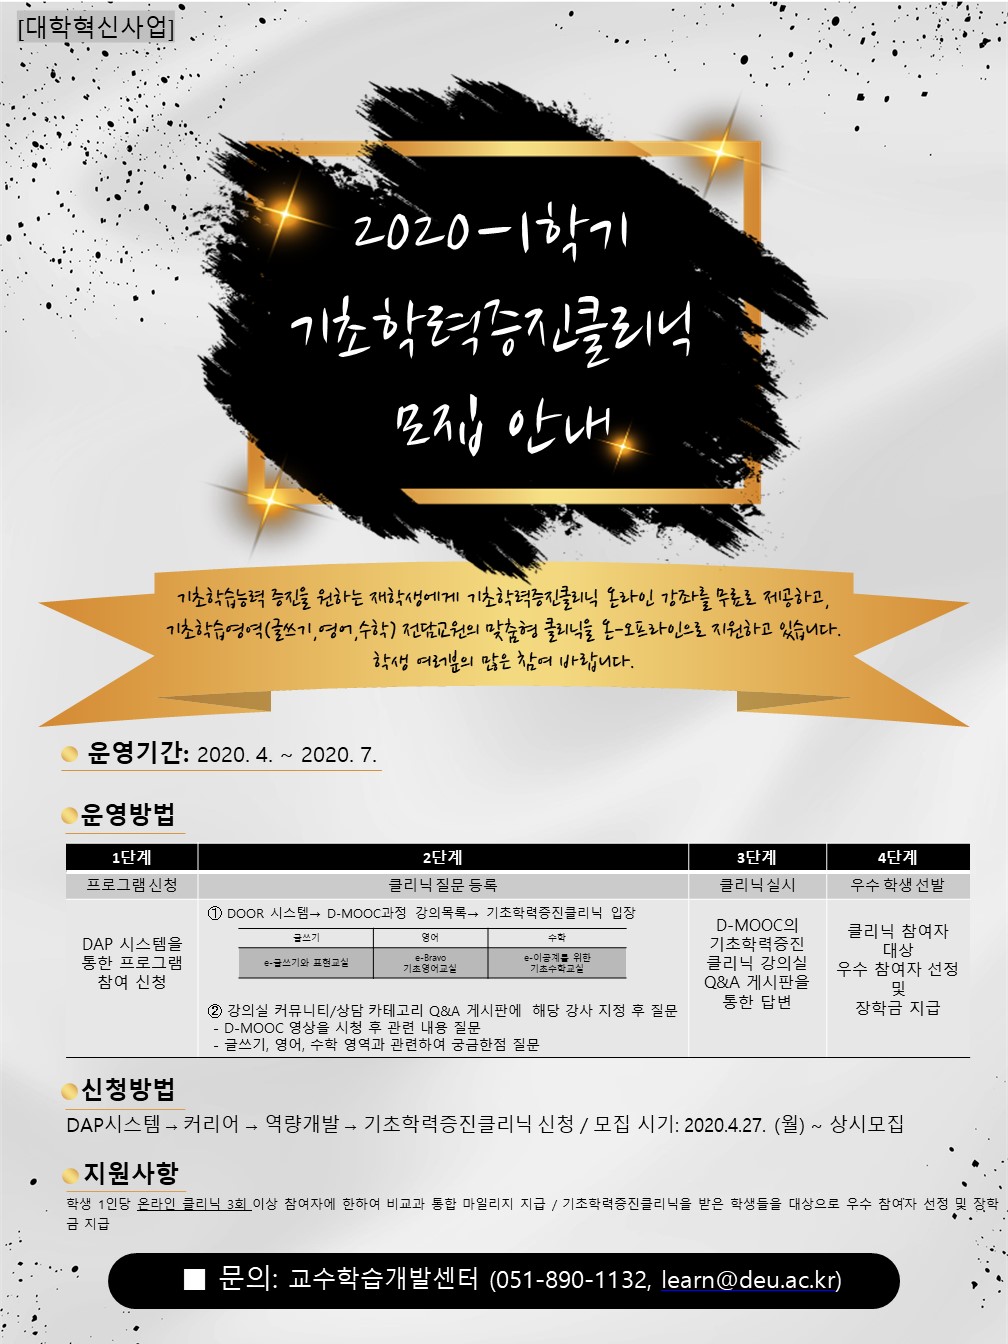 [대학혁신사업]
2020-1학기
기초학력증진클리닉
모집 안내
기초학습능력 증진을 원하는 재학생에게 기초학력증진클리닉 온라인 강좌를 무료로 제공하고,
기초학습영역(글쓰기,영어,수학) 전담교원의 맞춤형 클리닉을 온-오프라인으로 지원하고 있습니다.
학생 여러분의 많은 참여 바랍니다.
운영기간: 2020. 4. ~ 2020. 7.
운영방법
1단계 2단계 3단계 4단계
프로그램 신청 클리닉 질문 등록 클리닉 실시 우수 학생 선발
DAP 시스템을
통한 프로그램
참여 신청
① DOOR 시스템→ D-MOOC과정 강의목록→ 기초학력증진클리닉 입장
글쓰기 영어 수학
e-글쓰기와 표현교실
e-Bravo
기초영어교실
e-이공계를 위한
기초수학교실
② 강의실 커뮤니티/상담 카테고리 Q&A 게시판에 해당 강사 지정 후 질문
- D-MOOC 영상을 시청 후 관련 내용 질문
- 글쓰기, 영어, 수학 영역과 관련하여 궁금한점 질문
D-MOOC의
기초학력증진
클리닉 강의실
Q&A 게시판을
통한 답변
클리닉 참여자
대상
우수 참여자 선정
및
장학금 지급
신청방법
DAP시스템→커리어→ 역량개발→ 기초학력증진클리닉 신청 / 모집 시기: 2020.4.27. (월) ~ 상시모집
지원사항
학생 1인당 온라인 클리닉 3회 이상 참여자에 한하여 비교과 통합 마일리지 지급 / 기초학력증진클리닉을 받은 학생들을 대상으로 우수 참여자 선정 및 장학
금 지급
■ 문의: 교수학습개발센터 (051-890-1132, learn@deu.ac.kr)